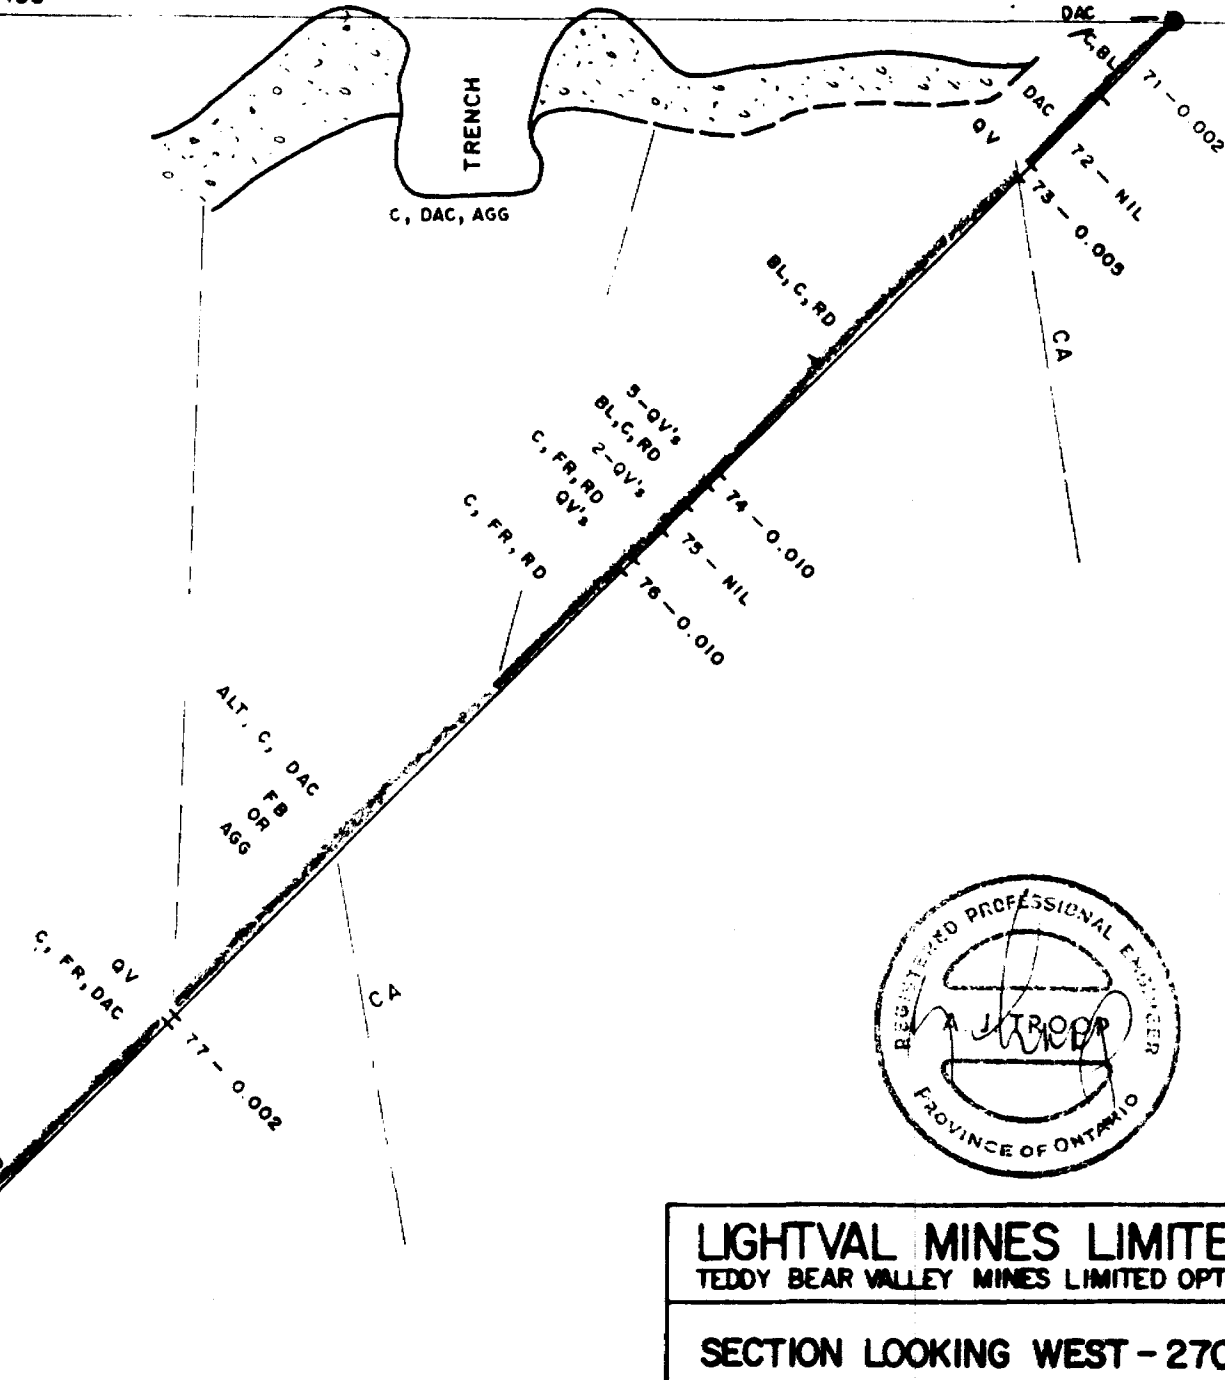 DAC
C, BL
71 - 0.002
DAC
QV
72 - NIL
73 - 0.005
TRENCH
C, DAC, AGG
BL, C, RD
CA
5-QV's
BL, C, RD
2-QV's
C, FR, RD
QV's
C, FR, RD
74 - 0.010
75 - NIL
76 - 0.010
ALT. C, DAC
FB
OR
AGG
QV
C, FR, DAC
77 - 0.002
CA
REGISTERED PROFESSIONAL ENGINEER
A. J. TROOP
PROVINCE OF ONTARIO
LIGHTVAL MINES LIMITE
TEDDY BEAR VALLEY MINES LIMITED OPT
SECTION LOOKING WEST - 270